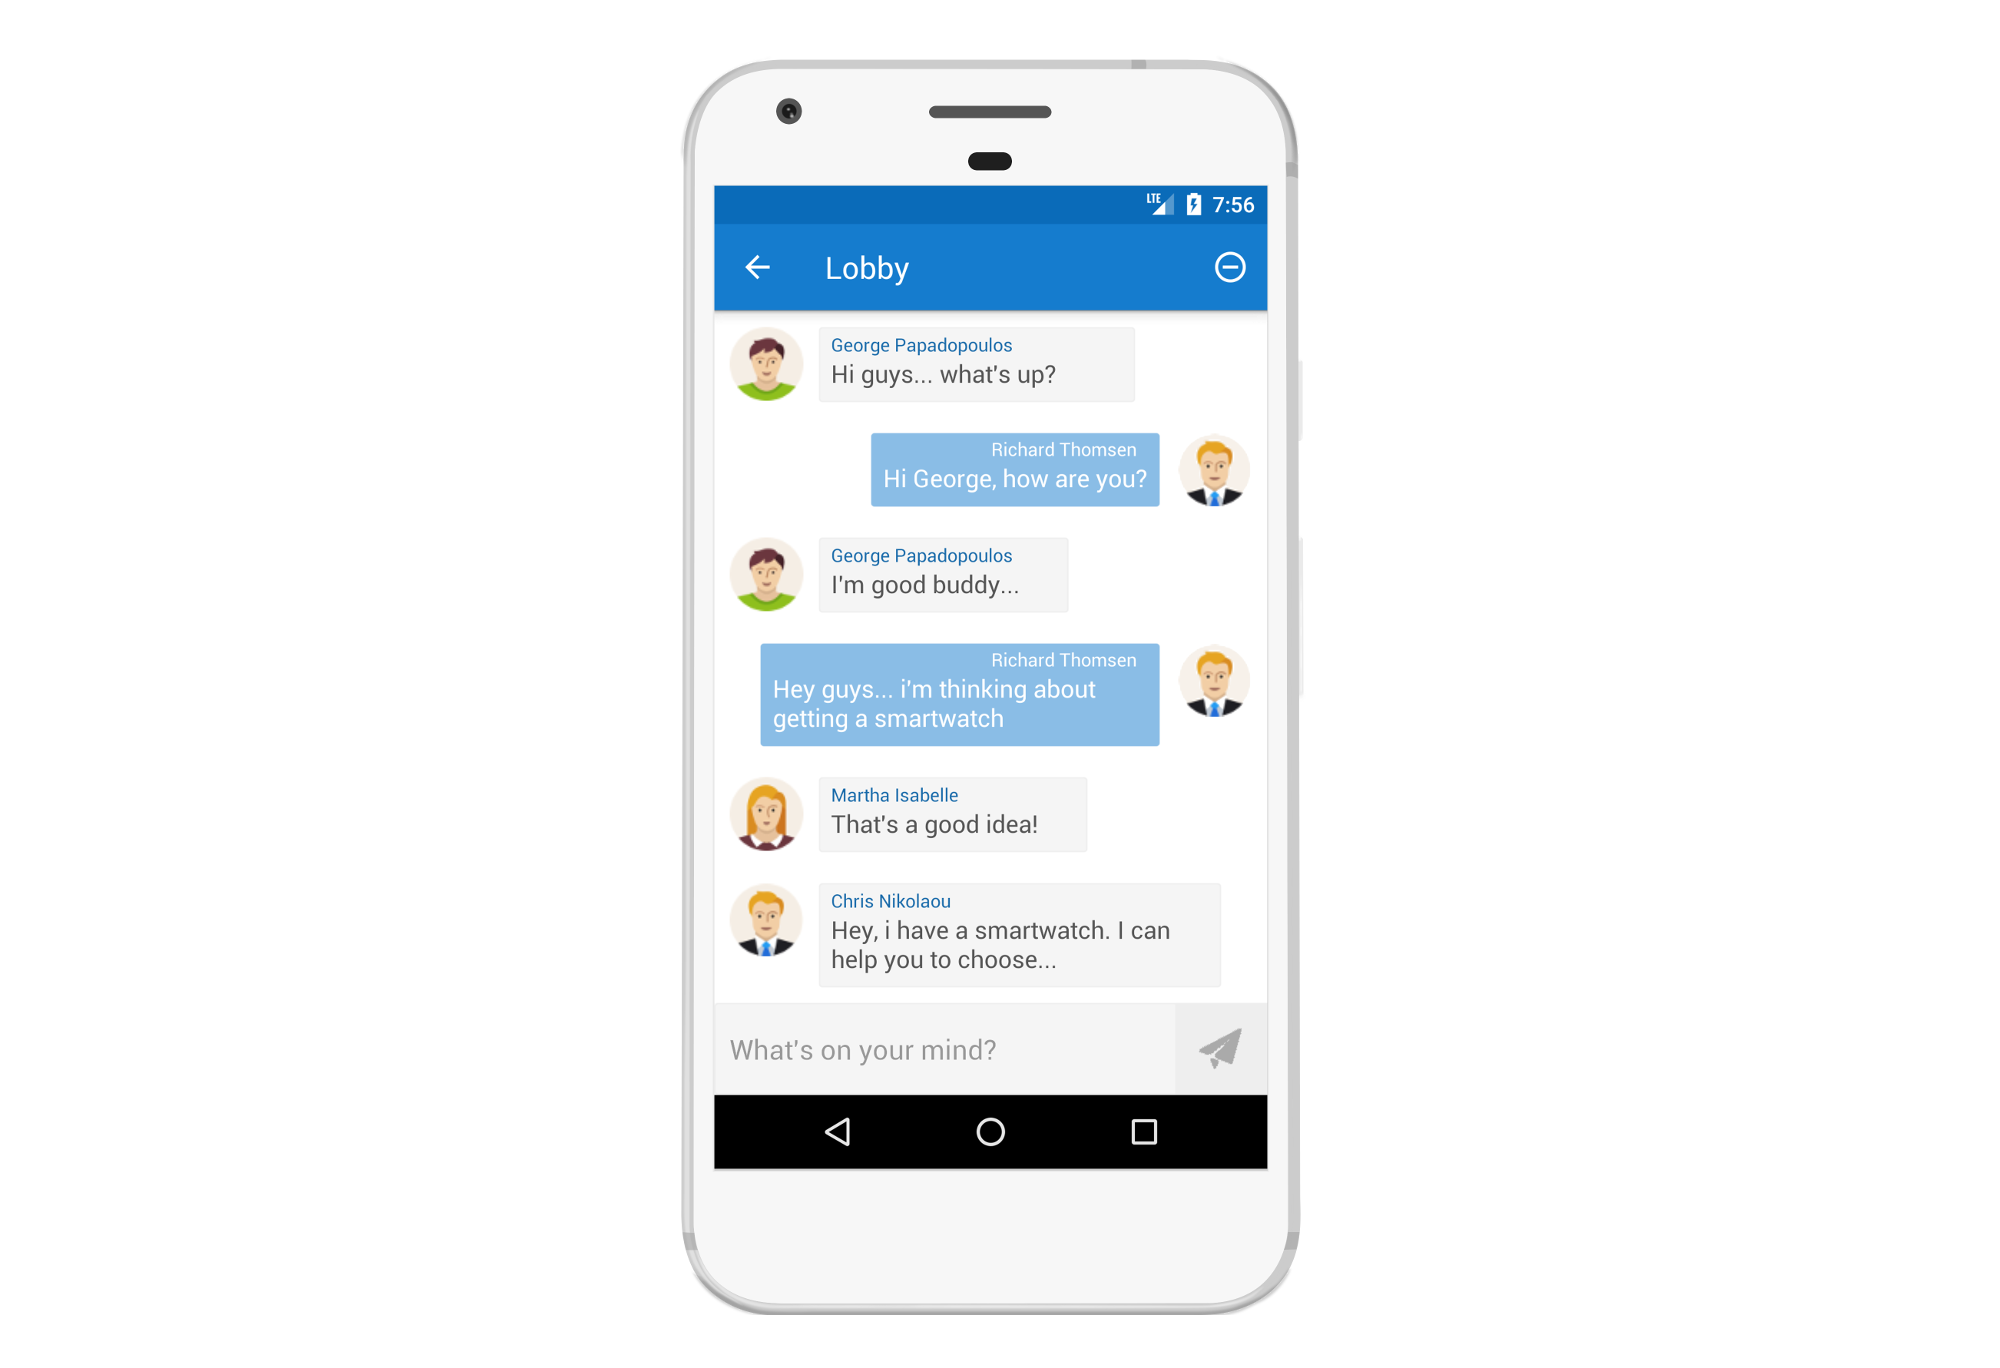 LTE 7:56
Lobby
George Papadopoulos
Hi guys... what's up?
Richard Thomsen
Hi George, how are you?
George Papadopoulos
I'm good buddy...
Richard Thomsen
Hey guys... i'm thinking about
getting a smartwatch
Martha Isabelle
That's a good idea!
Chris Nikolaou
Hey, i have a smartwatch. I can
help you to choose...
What's on your mind?